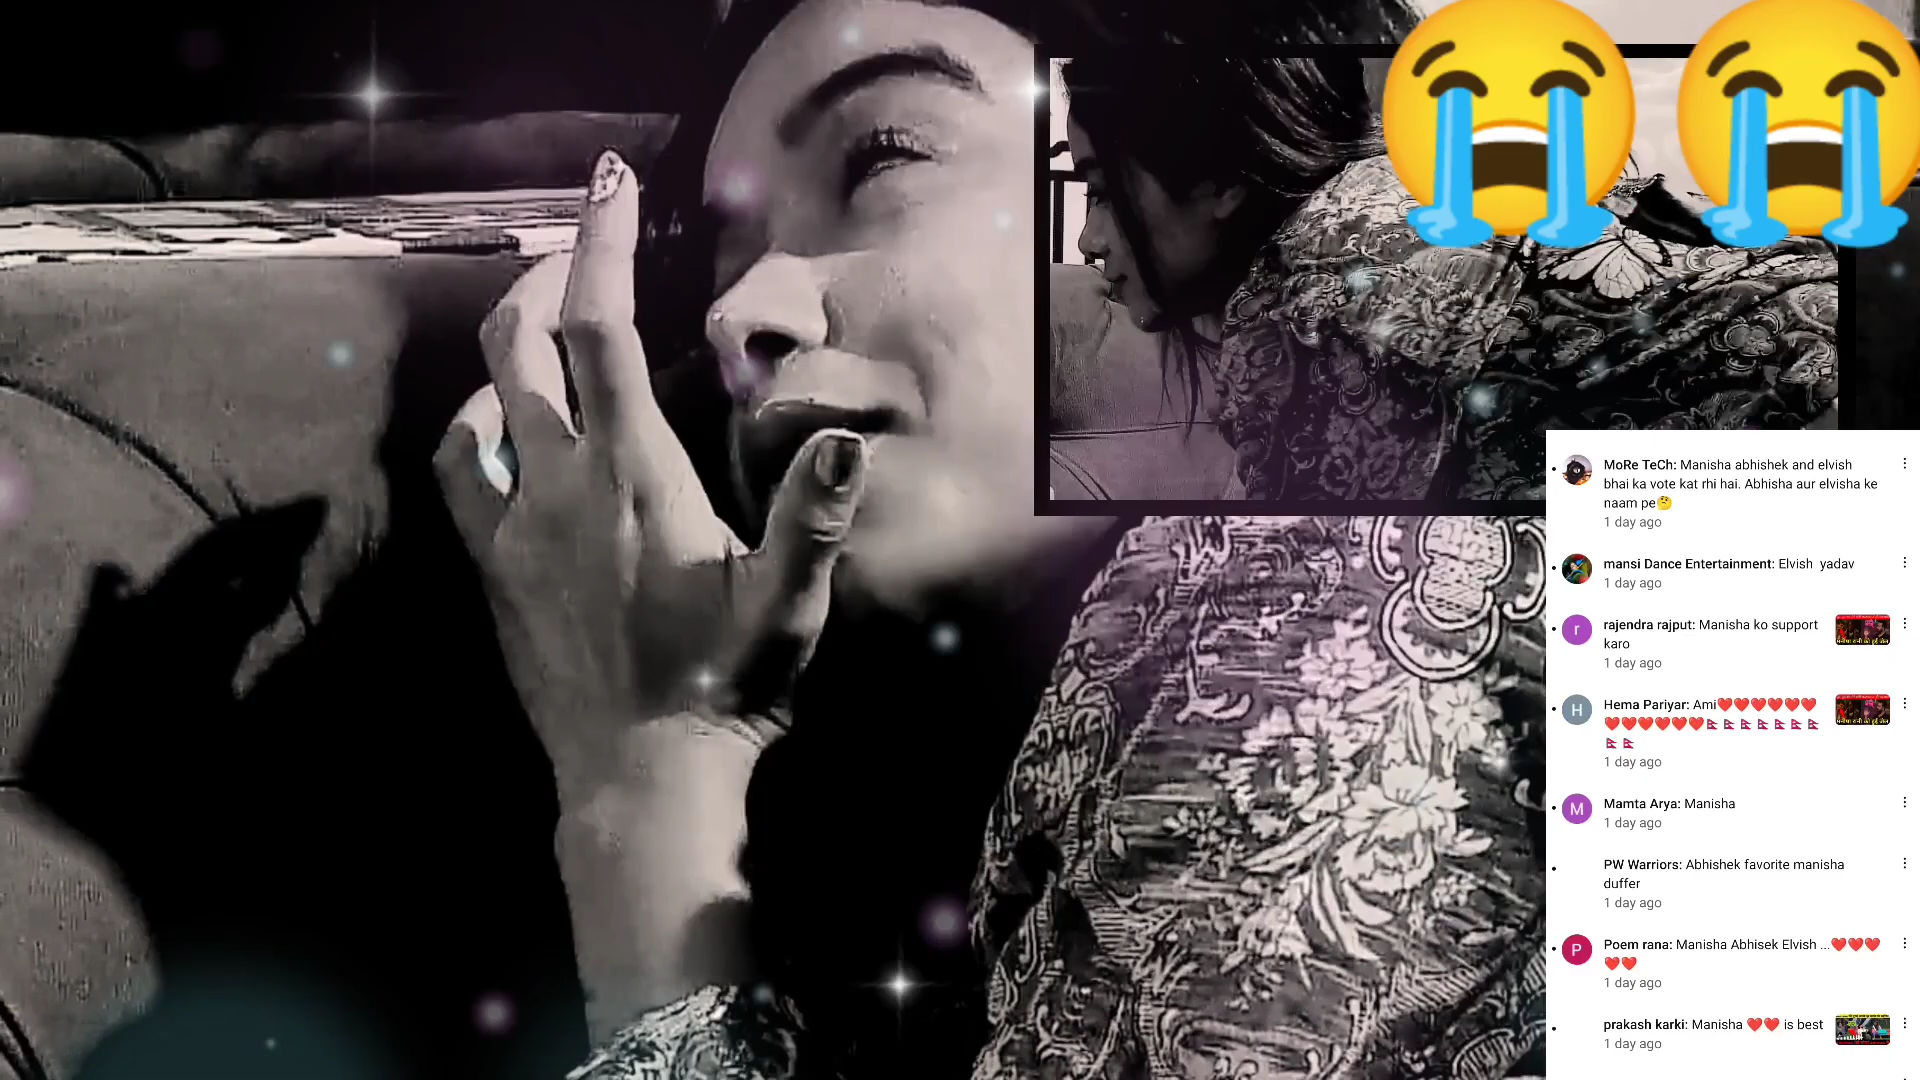 MoRe TeCh: Manisha abhishek and elvish
bhai ka vote kat rhi hai. Abhisha aur elvisha ke
naam pe🤔
1 day ago
mansi Dance Entertainment: Elvish yadav
1 day ago
r
rajendra rajput: Manisha ko support
karo
1 day ago
H
Hema Pariyar: Ami❤️❤️❤️❤️❤️❤️
❤️❤️❤️❤️❤️❤️🇳🇵🇳🇵🇳🇵🇳🇵🇳🇵🇳🇵🇳🇵
🇳🇵🇳🇵
1 day ago
M
Mamta Arya: Manisha
1 day ago
PW Warriors: Abhishek favorite manisha
duffer
1 day ago
P
Poem rana: Manisha Abhisek Elvish ...❤️❤️❤️
❤️❤️
1 day ago
prakash karki: Manisha ❤️❤️ is best
1 day ago